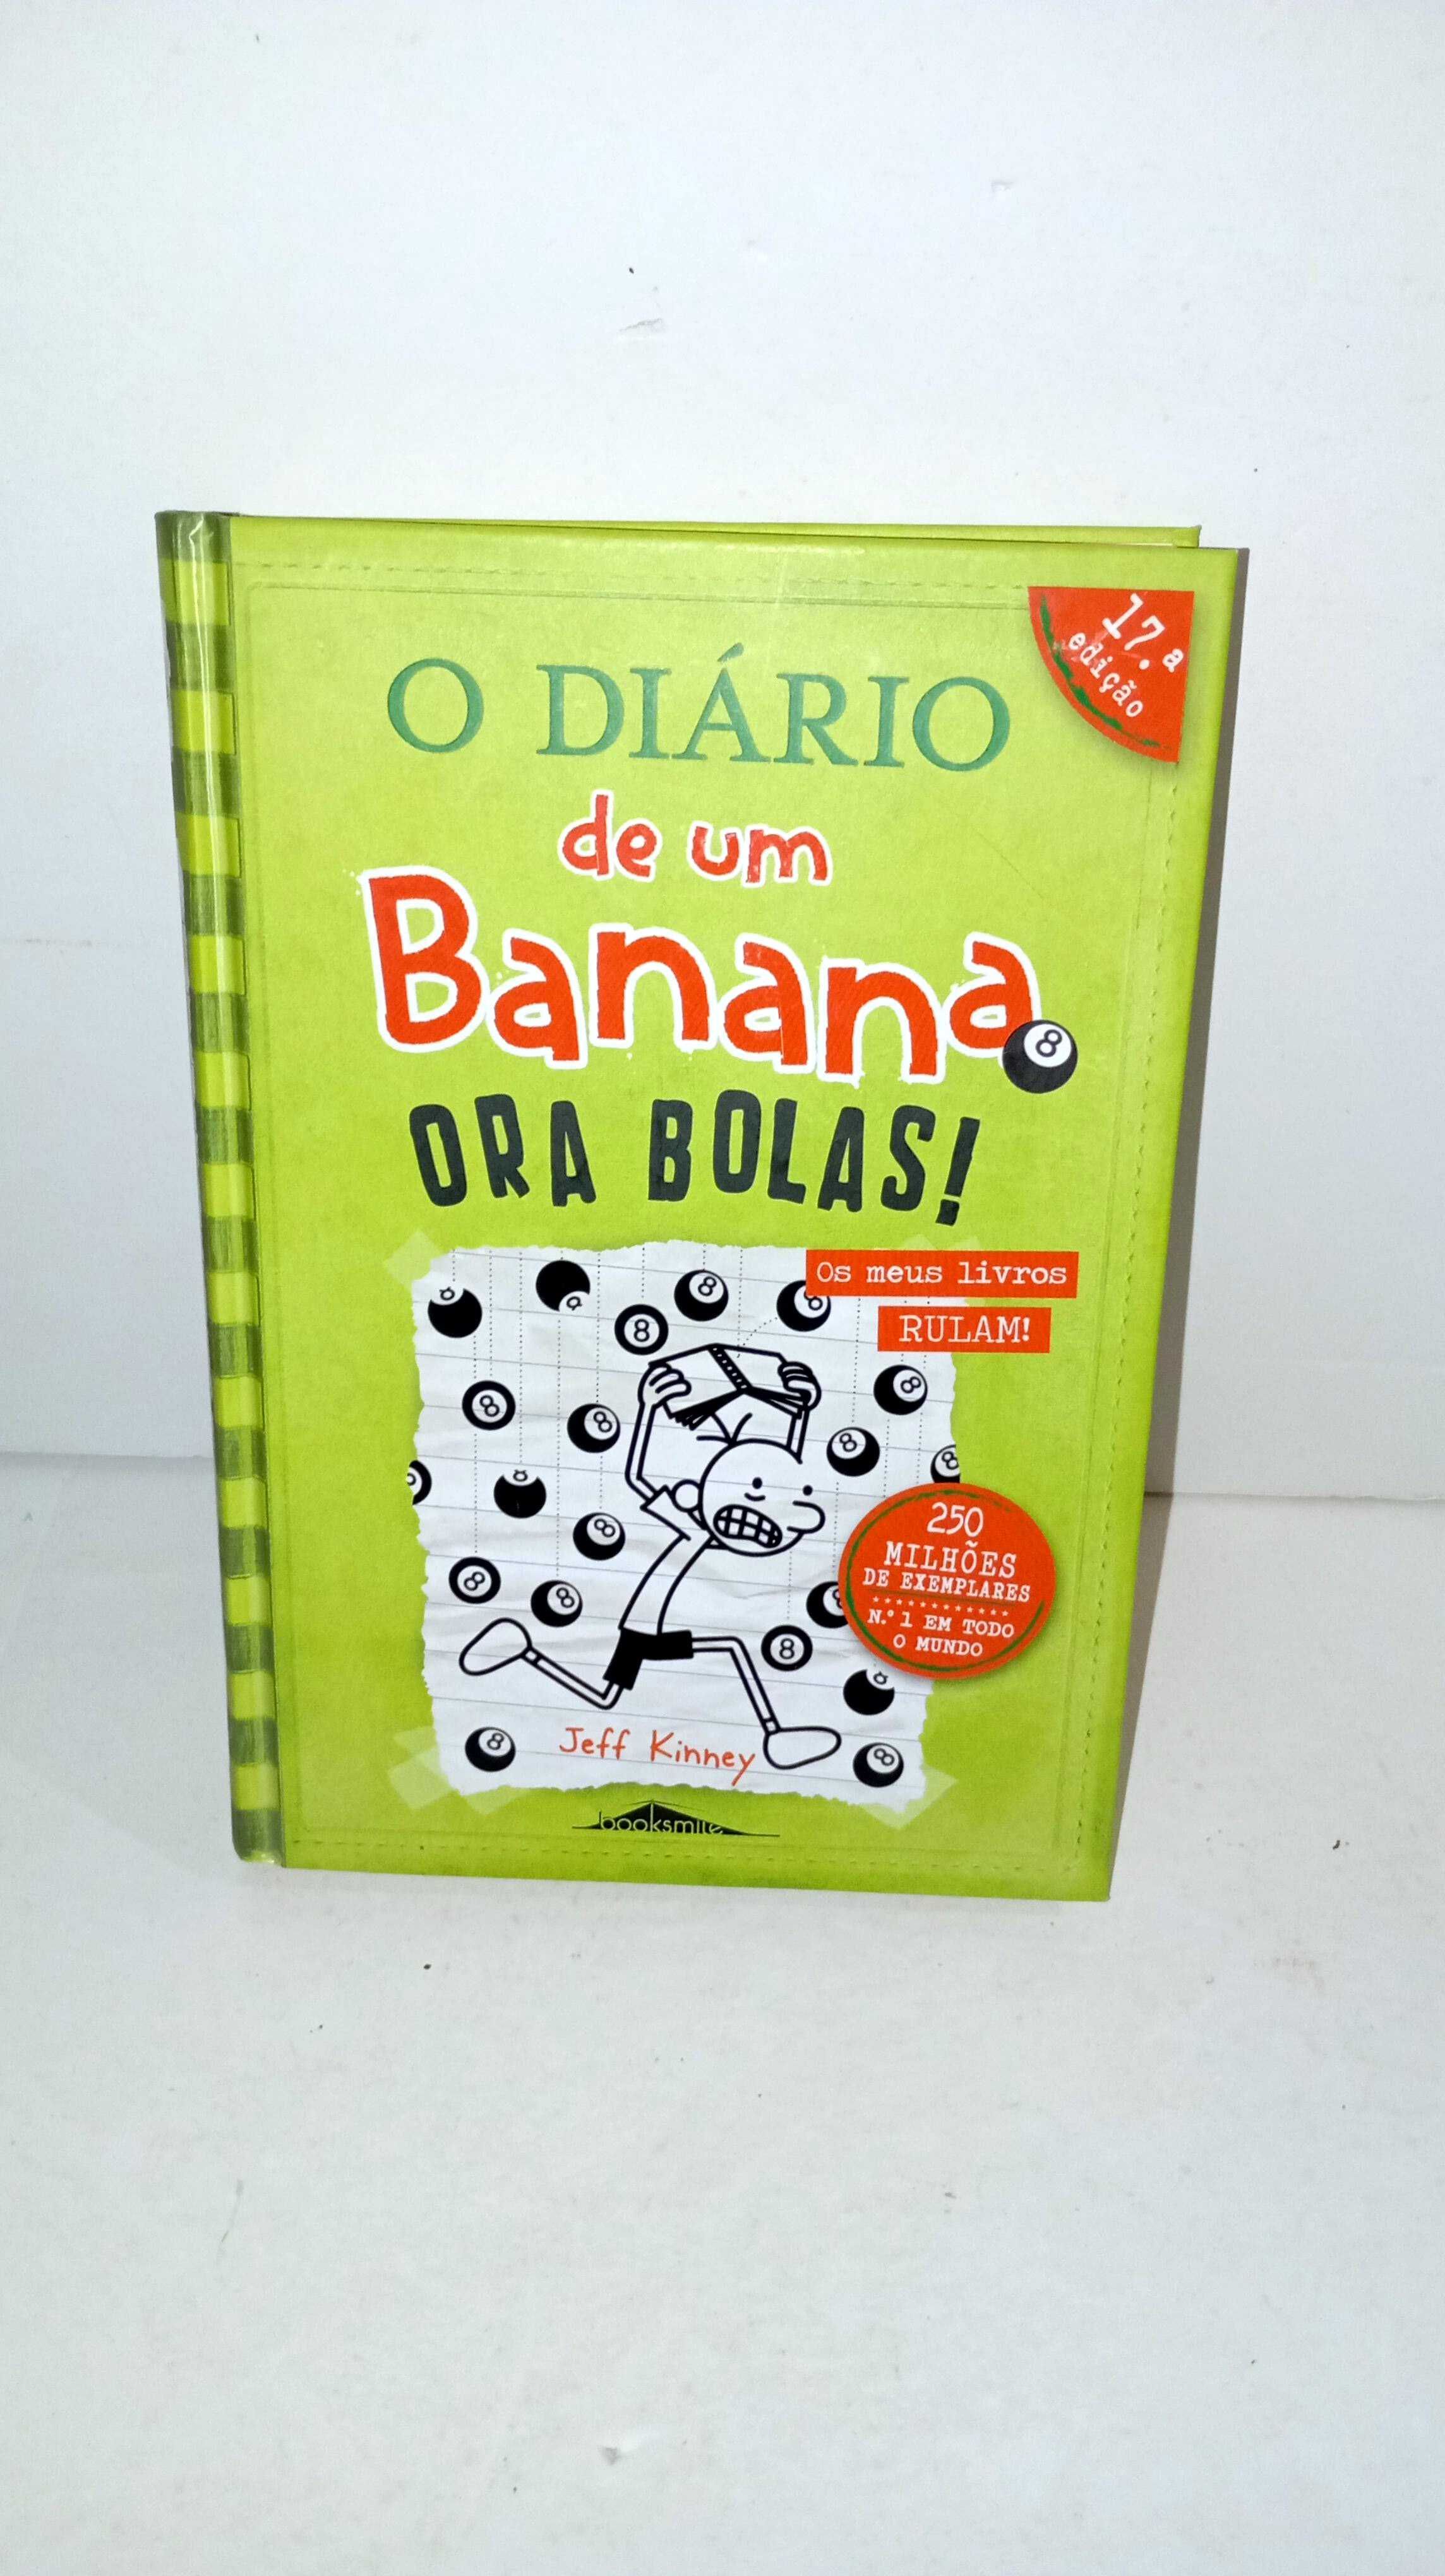 17.ª
edição
O DIÁRIO
de um
Banana
8
ORA BOLAS!
Os meus livros
RULAM!
250
MILHÕES
DE EXEMPLARES
N.º 1 EM TODO
O MUNDO
Jeff Kinney
booksmile